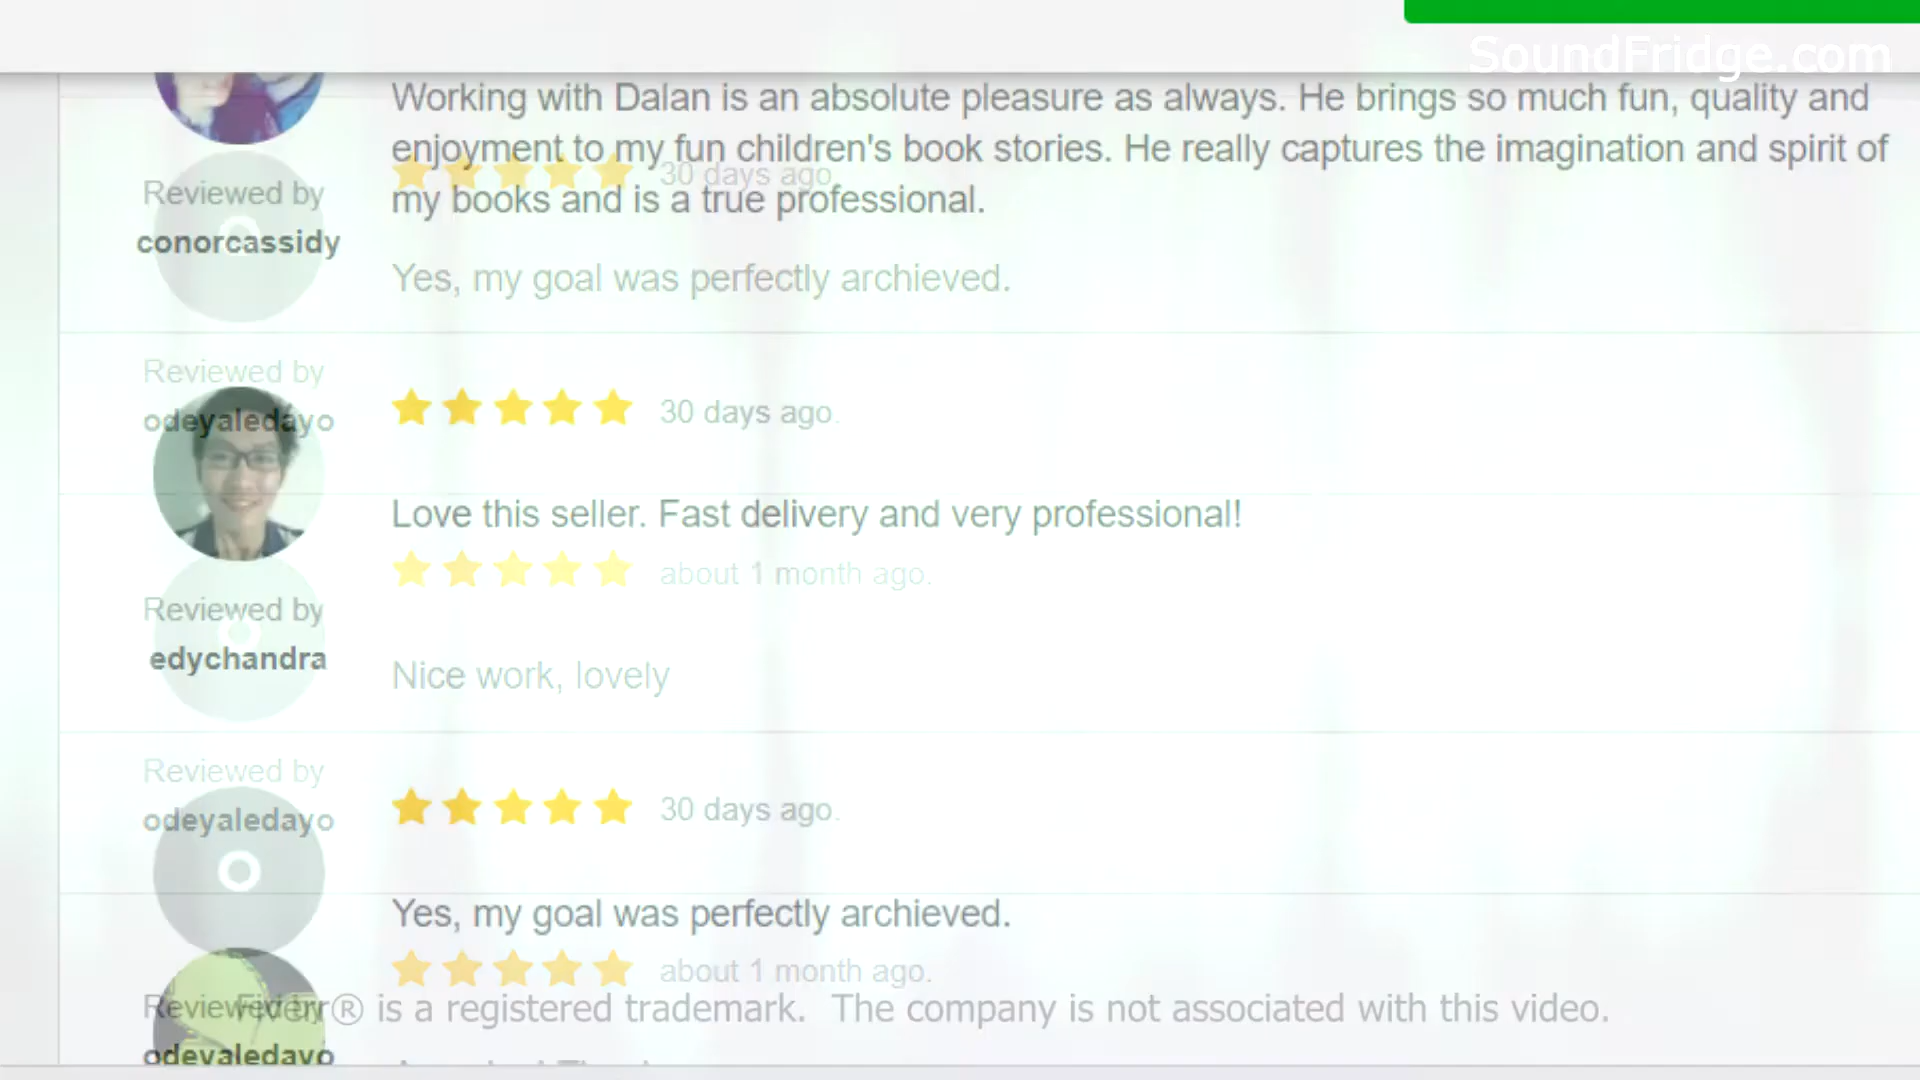 SoundFridge.com
Working with Dalan is an absolute pleasure as always. He brings so much fun, quality and
enjoyment to my fun children's book stories. He really captures the imagination and spirit of
30 days ago
my books and is a true professional.
Reviewed by
conorcassidy
Yes, my goal was perfectly archieved.
Reviewed by
odeyaledayo
30 days ago.
Love this seller. Fast delivery and very professional!
about 1 month ago.
Reviewed by
edychandra
Nice work, lovely
Reviewed by
odeyaledayo
30 days ago.
O
Yes, my goal was perfectly archieved.
about 1 month ago.
Reviewed by
Fiverr® is a registered trademark. The company is not associated with this video.
odeyaledayo